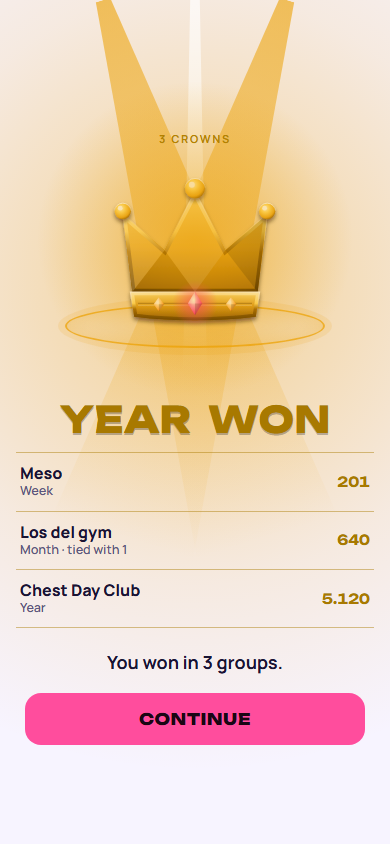 3 CROWNS
YEAR WON
Meso
201
Week
Los del gym
640
Month · tied with 1
Chest Day Club
5.120
Year
You won in 3 groups.
CONTINUE